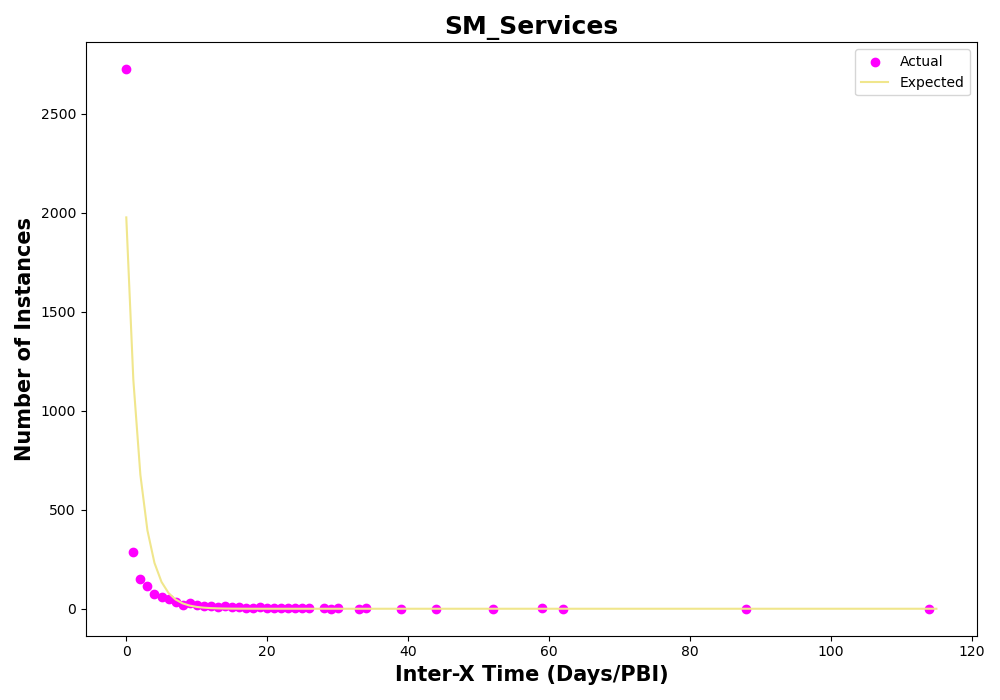 SM_Services
Actual
Expected
Number of Instances
2500
2000
1500
1000
500
0
0 20 40 60 80 100 120
Inter-X Time (Days/PBI)